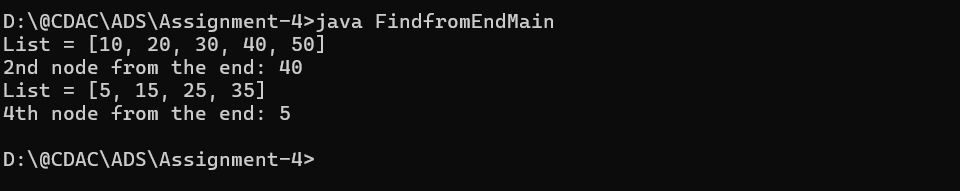 D:\@CDAC\ADS\Assignment-4>java FindfromEndMain
List = [10, 20, 30, 40, 50]
2nd node from the end: 40
List = [5, 15, 25, 35]
4th node from the end: 5
D:\@CDAC\ADS\Assignment-4>